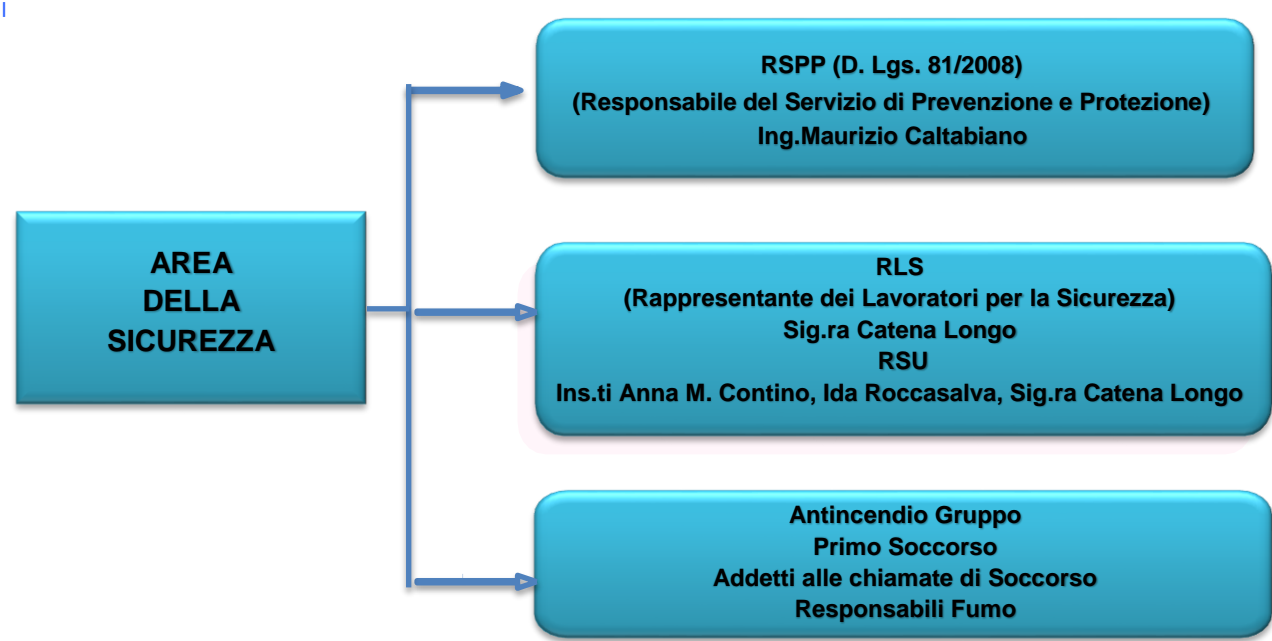 AREA
DELLA
SICUREZZA
RSPP (D. Lgs. 81/2008)
(Responsabile del Servizio di Prevenzione e Protezione)
Ing.Maurizio Caltabiano
RLS
(Rappresentante dei Lavoratori per la Sicurezza)
Sig.ra Catena Longo
RSU
Ins.ti Anna M. Contino, Ida Roccasalva, Sig.ra Catena Longo
Antincendio Gruppo
Primo Soccorso
Addetti alle chiamate di Soccorso
Responsabili Fumo